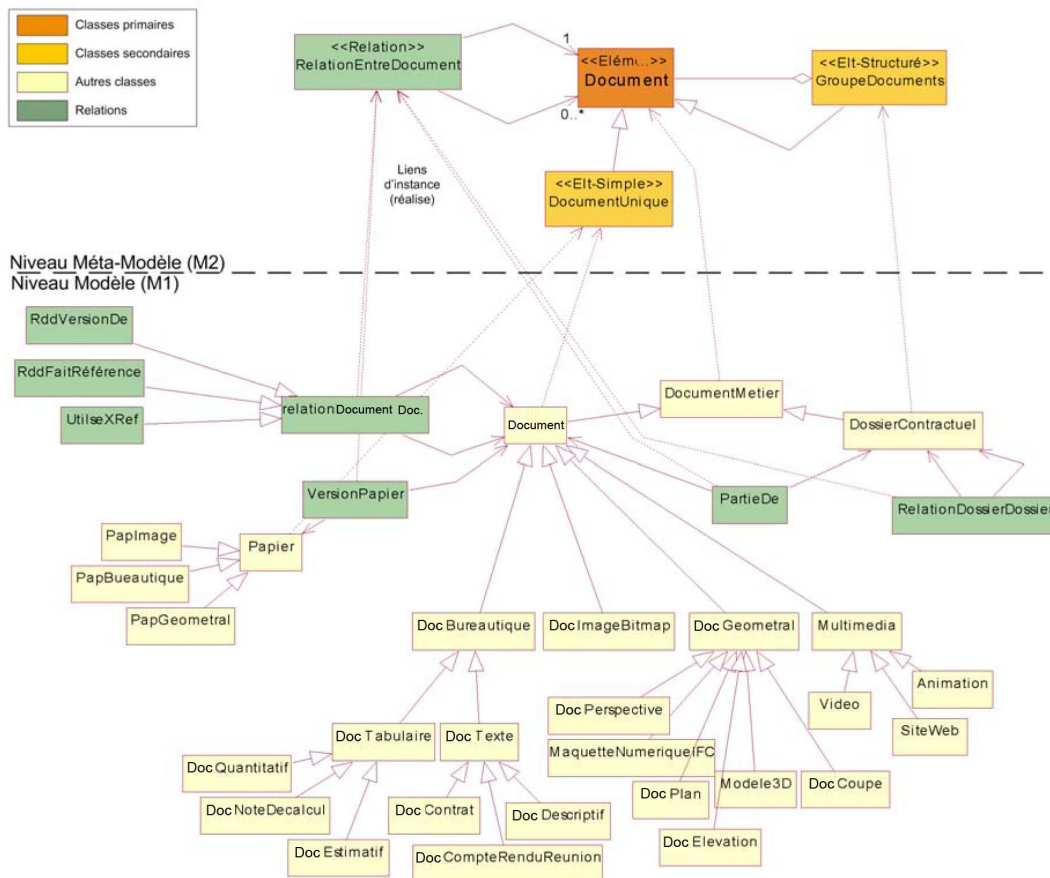 Classes primaires
Classes secondaires
Autres classes
Relations
<<Relation>>
RelationEntreDocument
1
0..*
<<Elém...>>
Document
<<Elt-Structuré>>
GroupeDocuments
Liens
d'instance
(réalise)
<<Elt-Simple>>
DocumentUnique
Niveau Méta-Modèle (M2)
Niveau Modèle (M1)
RddVersionDe
RddFaitRéférence
UtilseXRef
relationDocument Doc.
Document
DocumentMetier
DossierContractuel
VersionPapier
PartieDe
RelationDossierDossier
PapImage
PapBueautique
PapGeometral
Papier
Doc Bureautique
Doc ImageBitmap
Doc Geometral
Multimedia
Doc Perspective
Video
Animation
SiteWeb
Doc Tabulaire
Doc Texte
MaquetteNumeriqueiFC
Doc Quantitatif
Doc NoteDecalcul
Doc Estimatif
Doc Contrat
Doc Descriptif
Doc CompteRenduReunion
Doc Plan
Modele3D
Doc Coupe
Doc Elevation